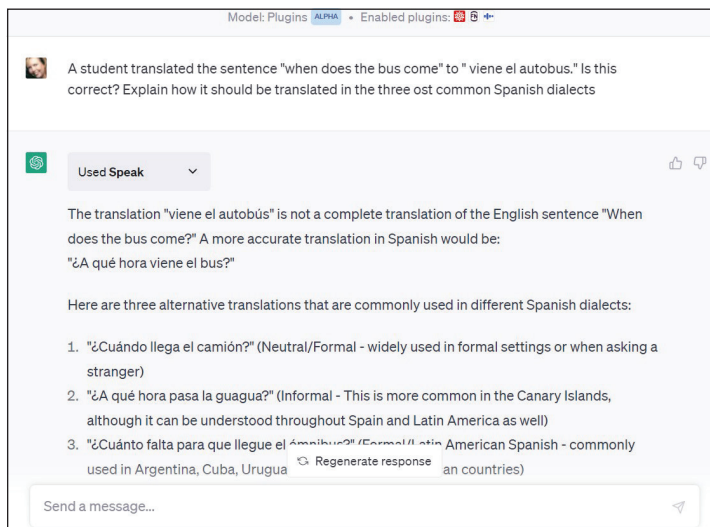 Model: Plugins ALPHA • Enabled plugins:
A student translated the sentence "when does the bus come" to " viene el autobus." Is this
correct? Explain how it should be translated in the three ost common Spanish dialects
Used Speak
The translation "viene el autobús" is not a complete translation of the English sentence "When
does the bus come?" A more accurate translation in Spanish would be:
"¿A qué hora viene el bus?"
Here are three alternative translations that are commonly used in different Spanish dialects:
1. "¿Cuándo llega el camión?" (Neutral/Formal - widely used in formal settings or when asking a
stranger)
2. "¿A qué hora pasa la guagua?" (Informal - This is more common in the Canary Islands,
although it can be understood throughout Spain and Latin America as well)
3. "¿Cuánto falta para que llegue el ómnibus?" (Formal/Latin American Spanish - commonly
used in Argentina, Cuba, Urugua an countries)
Regenerate response
Send a message...